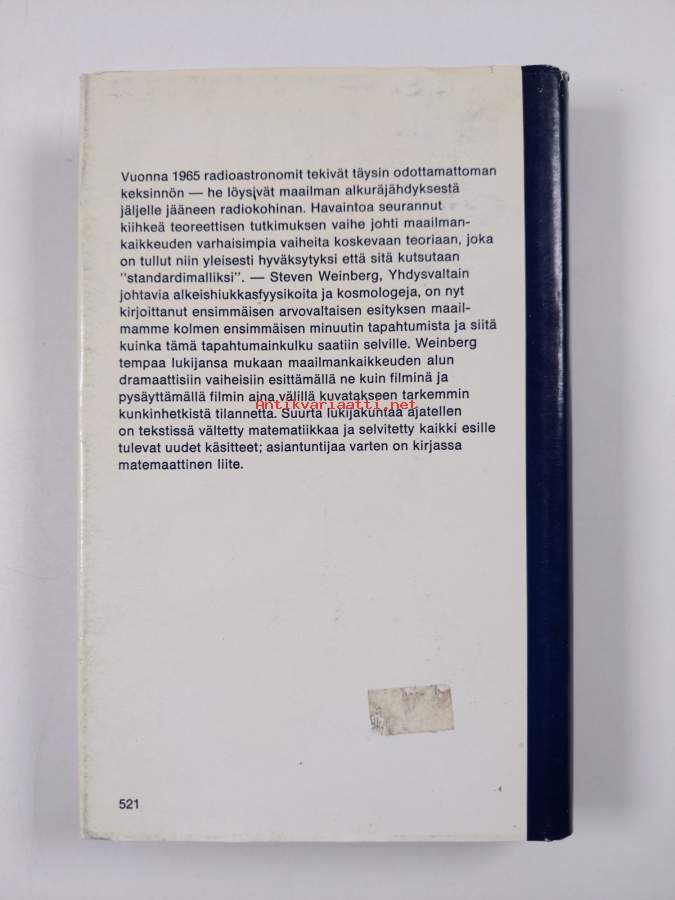 Vuonna 1965 radioastronomit tekivät täysin odottamattoman
keksinnön — he löysivät maailman alkuräjähdyksestä
jäljelle jääneen radiokohinan. Havaintoa seurannut
kiihkeä teoreettisen tutkimuksen vaihe johti maailman-
kaikkeuden varhaisimpia vaiheita koskevaan teoriaan, joka
on tullut niin yleisesti hyväksytyksi että sitä kutsutaan
"standardimalliksi". — Steven Weinberg, Yhdysvaltain
johtavia alkeishiukkasfyysikoita ja kosmologeja, on nyt
kirjoittanut ensimmäisen arvovaltaisen esityksen maail-
mamme kolmen ensimmäisen minuutin tapahtumista ja siitä
kuinka tämä tapahtumainkulku saatiin selville. Weinberg
tempaa lukijansa mukaan maailmankaikkeuden alun
dramaattisiin vaiheisiin esittämällä ne kuin filminä ja
pysäyttämällä filmin aina välillä kuvatakseen tarkemmin
kunkinhetkistä tilannetta. Suurta lukijakuntaa ajatellen
Antikvariaatti.net
on tekstissä vältetty matematiikkaa ja selvitetty kaikki esille
tulevat uudet käsitteet; asiantuntijaa varten on kirjassa
matemaattinen liite.
521